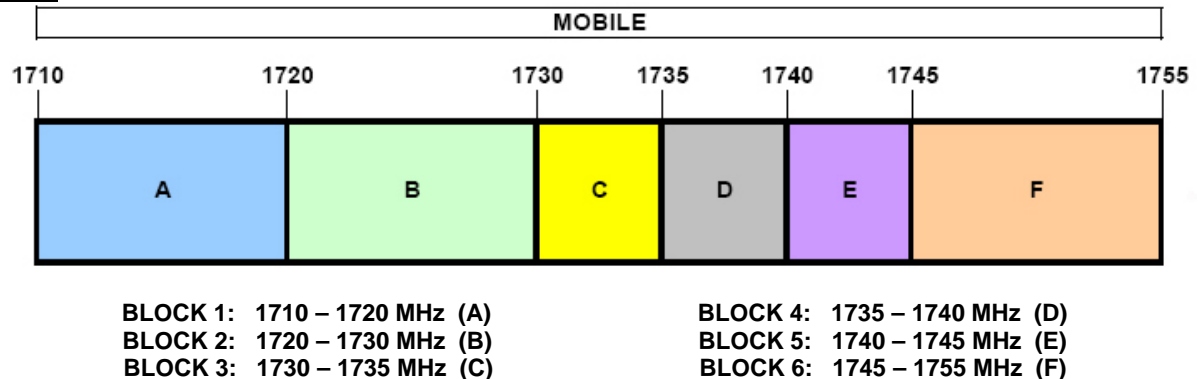 MOBILE
1710 1720 1730 1735 1740 1745 1755
A B C D E F
BLOCK 1: 1710 – 1720 MHz (A) BLOCK 4: 1735 – 1740 MHz (D)
BLOCK 2: 1720 – 1730 MHz (B) BLOCK 5: 1740 – 1745 MHz (E)
BLOCK 3: 1730 – 1735 MHz (C) BLOCK 6: 1745 – 1755 MHz (F)